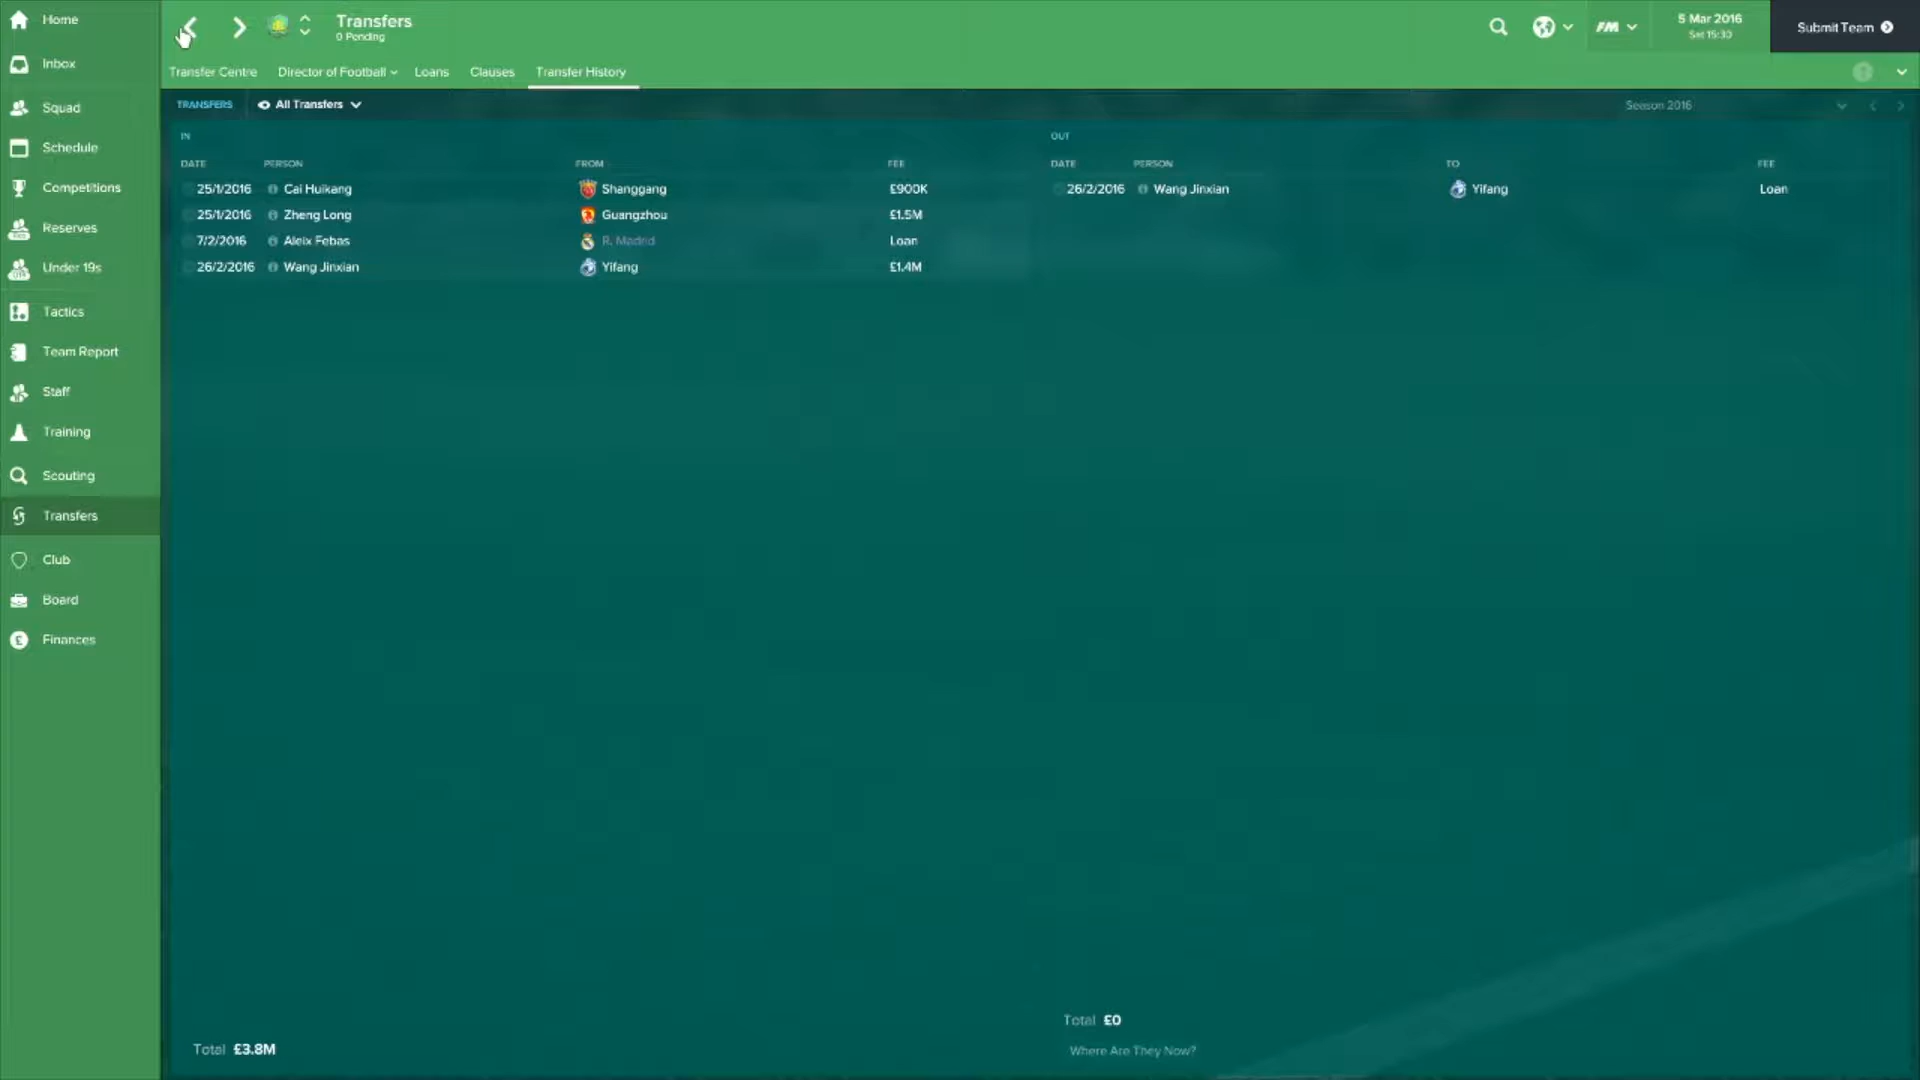 Home
Inbox
Squad
Schedule
Competitions
Reserves
Under 19s
Tactics
Team Report
Staff
Training
Scouting
Transfers
Club
Board
Finances
Transfers
0 Pending
FM
5 Mar 2016
Sat 15:30
Submit Team
Transfer Centre Director of Football Loans Clauses Transfer History
TRANSFERS All Transfers Season 2016
IN
DATE PERSON FROM FEE
25/1/2016 Cai Huikang Shanggang £900K
25/1/2016 Zheng Long Guangzhou £1.5M
7/2/2016 Aleix Febas R. Madrid Loan
26/2/2016 Wang Jinxian Yifang £1.4M
Total £3.8M
OUT
DATE PERSON TO FEE
26/2/2016 Wang Jinxian Yifang Loan
Total £0
Where Are They Now?